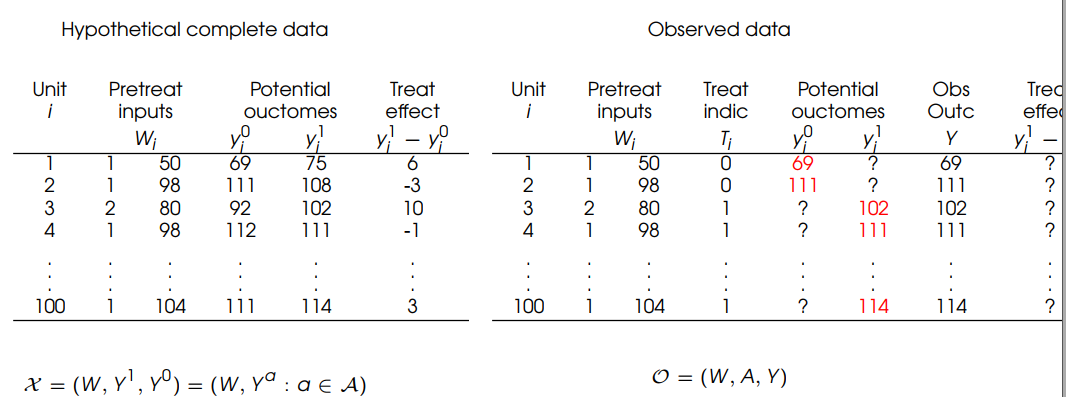 Hypothetical complete data
Unit Pretreat Potential Treat
i inputs ouctomes effect
W_i y_i^0 y_i^1 y_i^1 − y_i^0
1 1 50 69 75 6
2 1 98 111 108 -3
3 2 80 92 102 10
4 1 98 112 111 -1
. . . . . .
. . . . . .
. . . . . .
100 1 104 111 114 3
𝒳 = (W, Y^1, Y^0) = (W, Y^a : a ∈ 𝒜)
Observed data
Unit Pretreat Treat Potential Obs Trea
i inputs indic ouctomes Outc effe
W_i T_i y_i^0 y_i^1 Y y_i^1 −
1 1 50 0 69 ? 69 ?
2 1 98 0 111 ? 111 ?
3 2 80 1 ? 102 102 ?
4 1 98 1 ? 111 111 ?
. . . . . . . .
. . . . . . . .
. . . . . . . .
100 1 104 1 ? 114 114 ?
𝒪 = (W, A, Y)